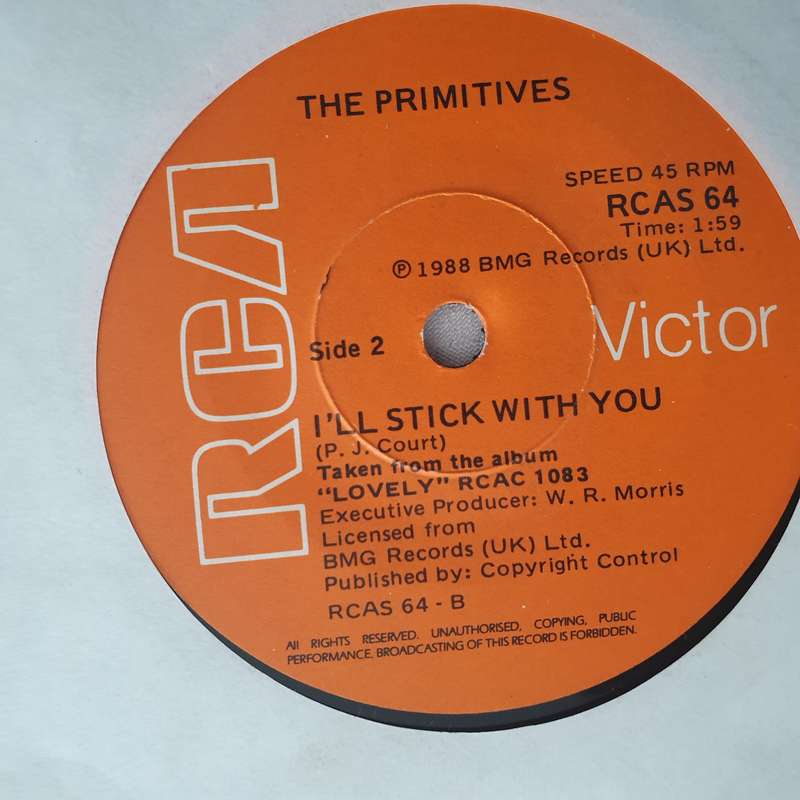 THE PRIMITIVES
SPEED 45 RPM
RCAS 64
Time: 1:59
℗ 1988 BMG Records (UK) Ltd.
RCA
Victor
Side 2
I'LL STICK WITH YOU
(P. J. Court)
Taken from the album
"LOVELY" RCAC 1083
Executive Producer: W. R. Morris
Licensed from
BMG Records (UK) Ltd.
Published by: Copyright Control
RCAS 64 - B
All RIGHTS RESERVED. UNAUTHORISED, COPYING, PUBLIC
PERFORMANCE, BROADCASTING OF THIS RECORD IS FORBIDDEN.